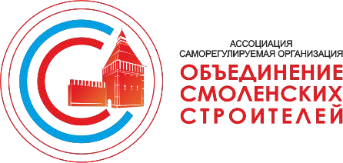 АССОЦИАЦИЯ
САМОРЕГУЛИРУЕМАЯ ОРГАНИЗАЦИЯ
ОБЪЕДИНЕНИЕ
СМОЛЕНСКИХ
СТРОИТЕЛЕЙ